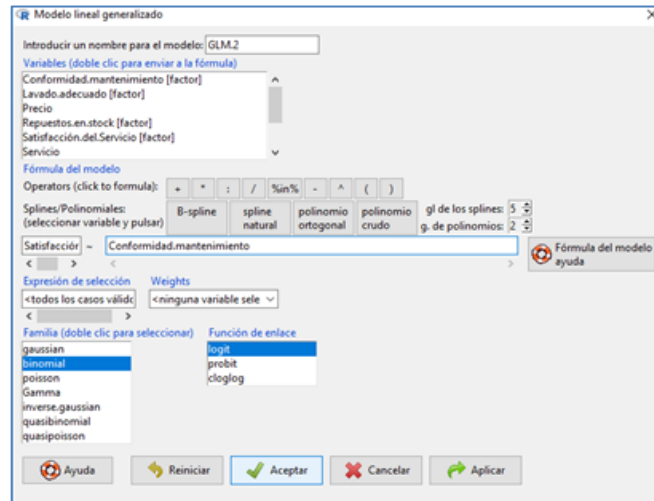 Modelo lineal generalizado
Introducir un nombre para el modelo: GLM.2
Variables (doble clic para enviar a la fórmula)
Conformidad.mantenimiento [factor]
Lavado.adecuado [factor]
Precio
Repuestos.en.stock [factor]
Satisfacción.del.Servicio [factor]
Servicio
Fórmula del modelo
Operators (click to formula): + * : / %in% - ^ ( )
Splines/Polinomiales:
(seleccionar variable y pulsar)
B-spline
spline
natural
polinomio
ortogonal
polinomio
crudo
gl de los splines: 5
g. de polinomios: 2
Satisfacción ~ Conformidad.mantenimiento
Fórmula del modelo
ayuda
Expresión de selección Weights
<todos los casos válido <ninguna variable sele
Familia (doble clic para seleccionar) Función de enlace
gaussian
binomial
poisson
Gamma
inverse.gaussian
quasibinomial
quasipoisson
logit
probit
cloglog
Ayuda Reiniciar Aceptar Cancelar Aplicar